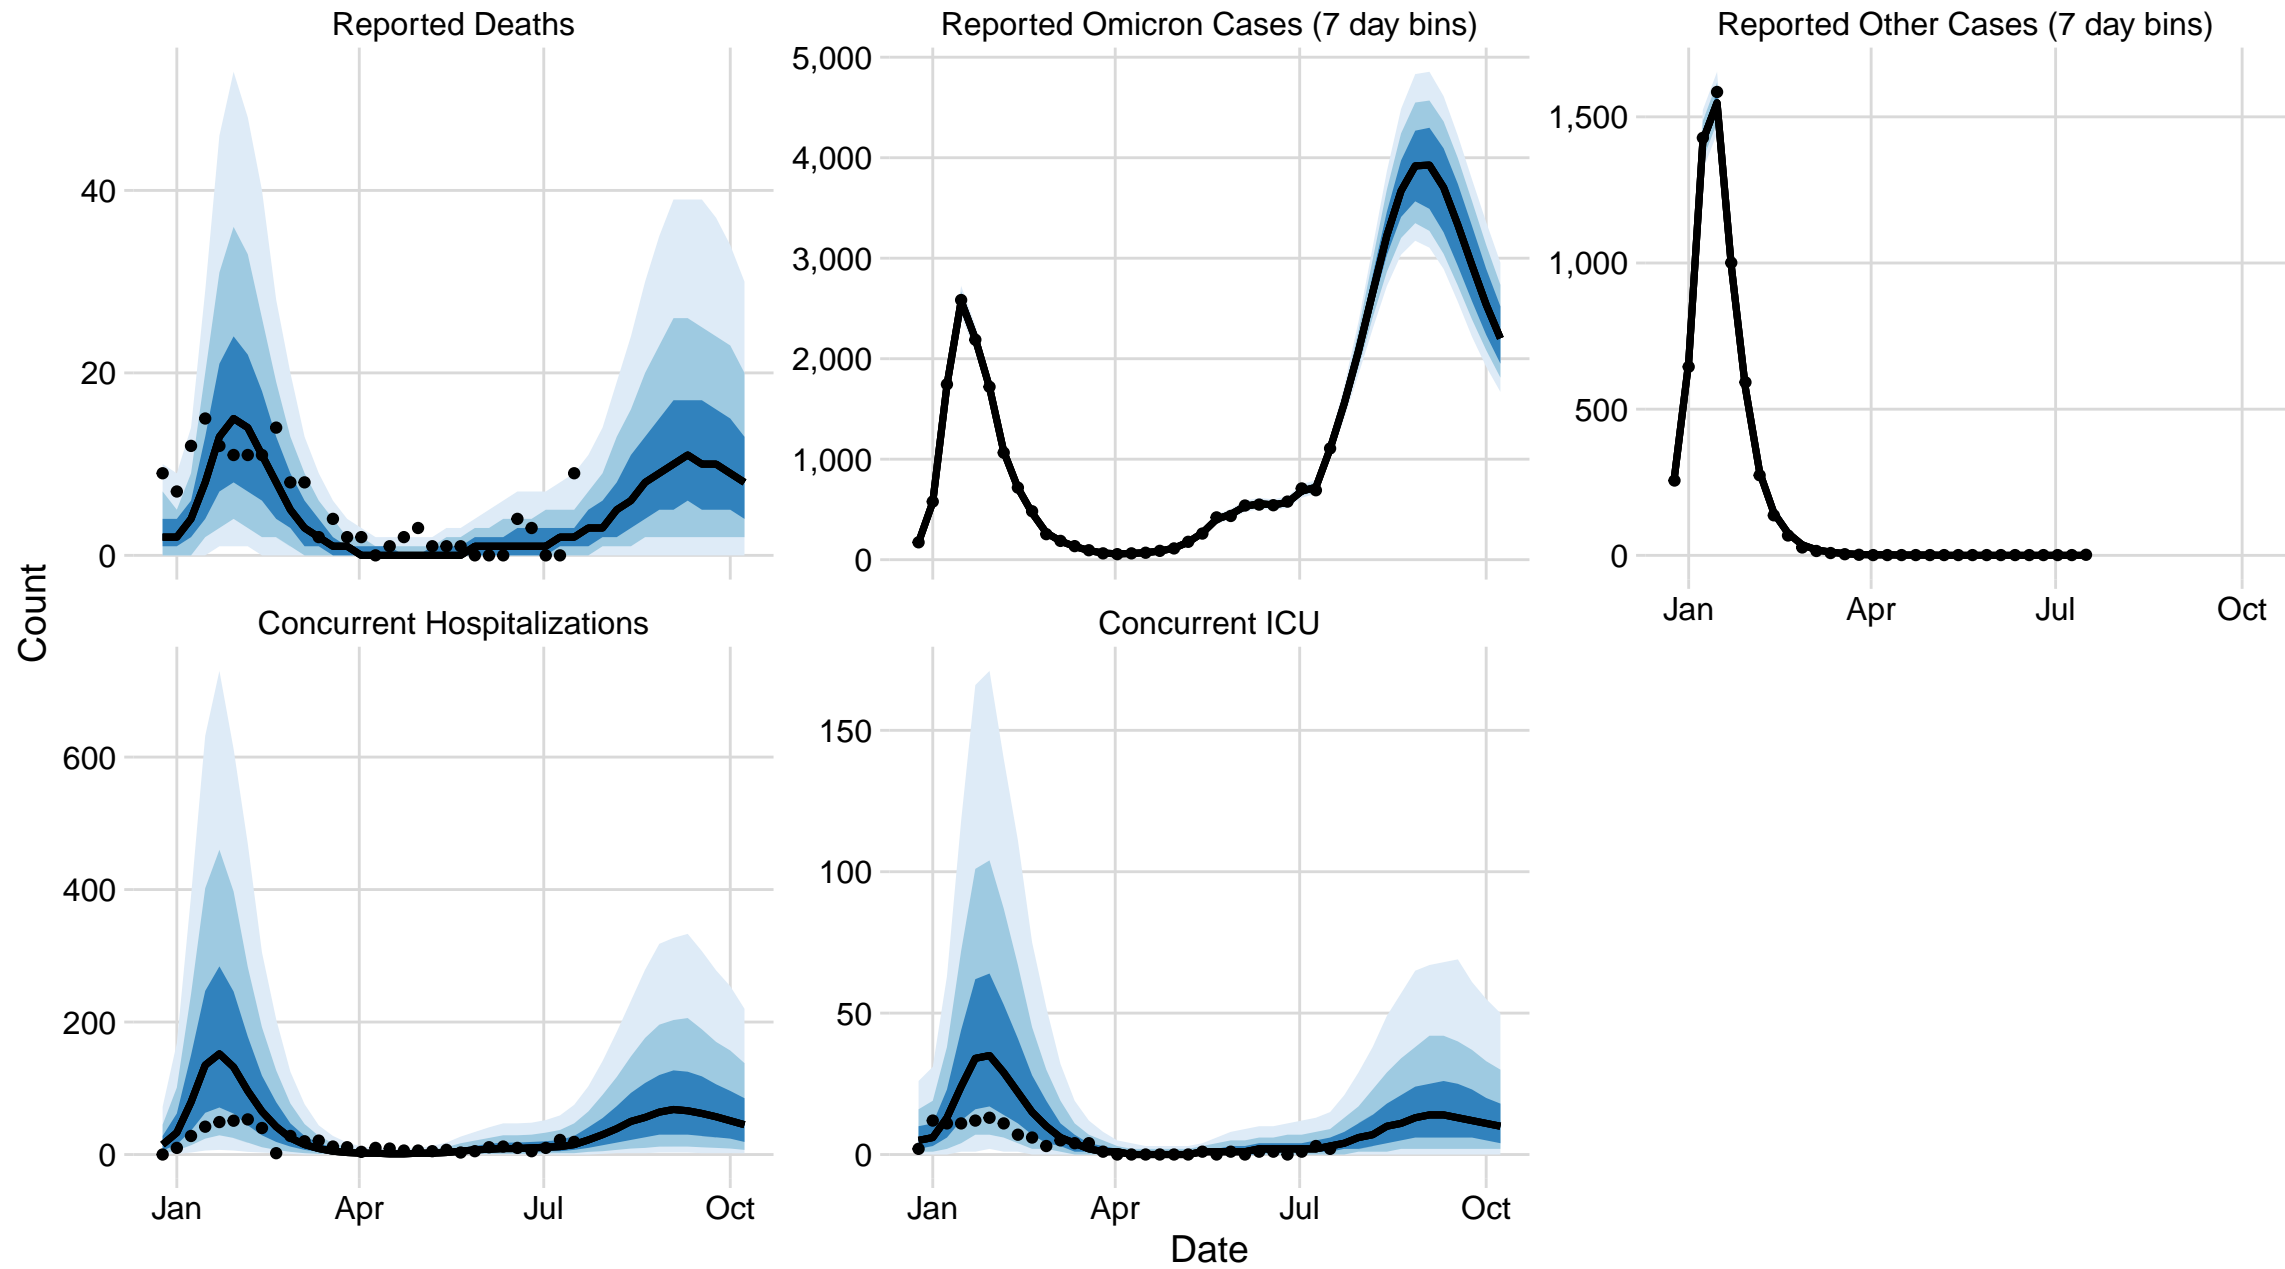 Reported Deaths
Reported Omicron Cases (7 day bins)
Reported Other Cases (7 day bins)
40
20
0
5,000
4,000
3,000
2,000
1,000
0
1,500
1,000
500
0
Jan Apr Jul Oct
Count
Concurrent Hospitalizations
Concurrent ICU
600
400
200
0
150
100
50
0
Jan Apr Jul Oct
Jan Apr Jul Oct
Date